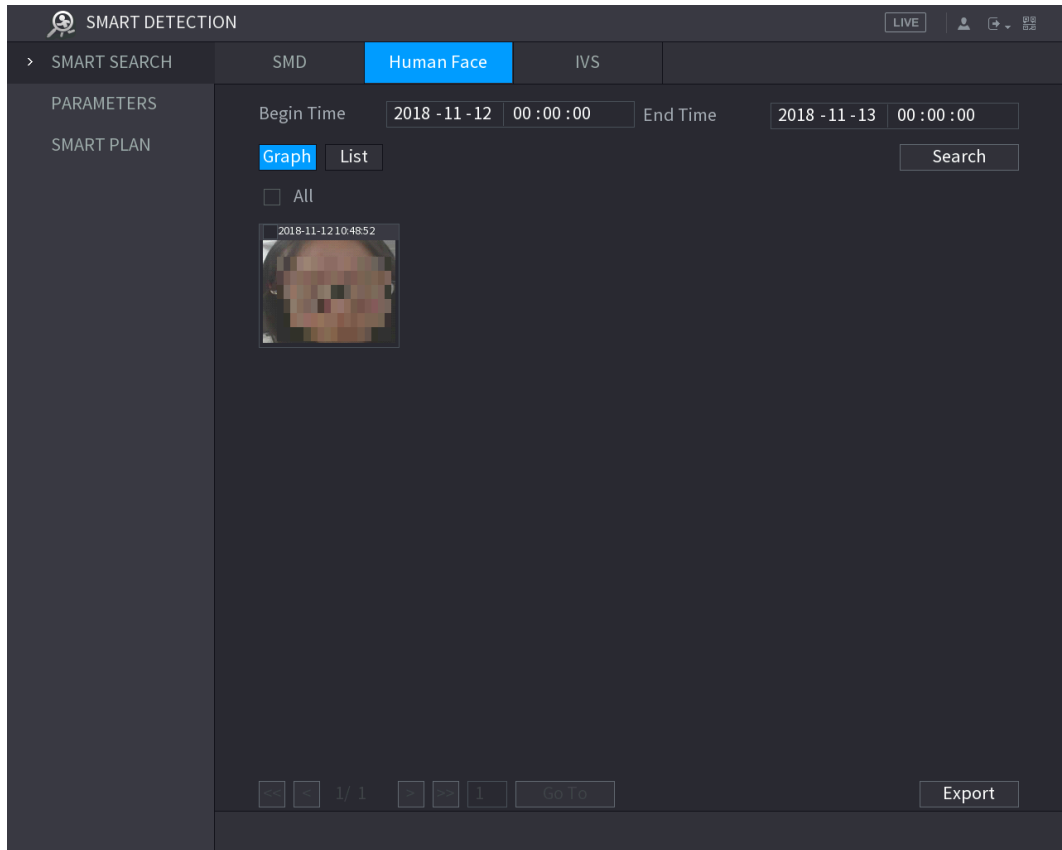 SMART DETECTION
LIVE
SMART SEARCH
SMD Human Face IVS
PARAMETERS
SMART PLAN
Begin Time 2018 -11 -12 00 : 00 : 00 End Time 2018 -11 -13 00 : 00 : 00
Graph List Search
All
2018-11-12 10:48:52
<< < 1/ 1 > >> 1 Go To Export